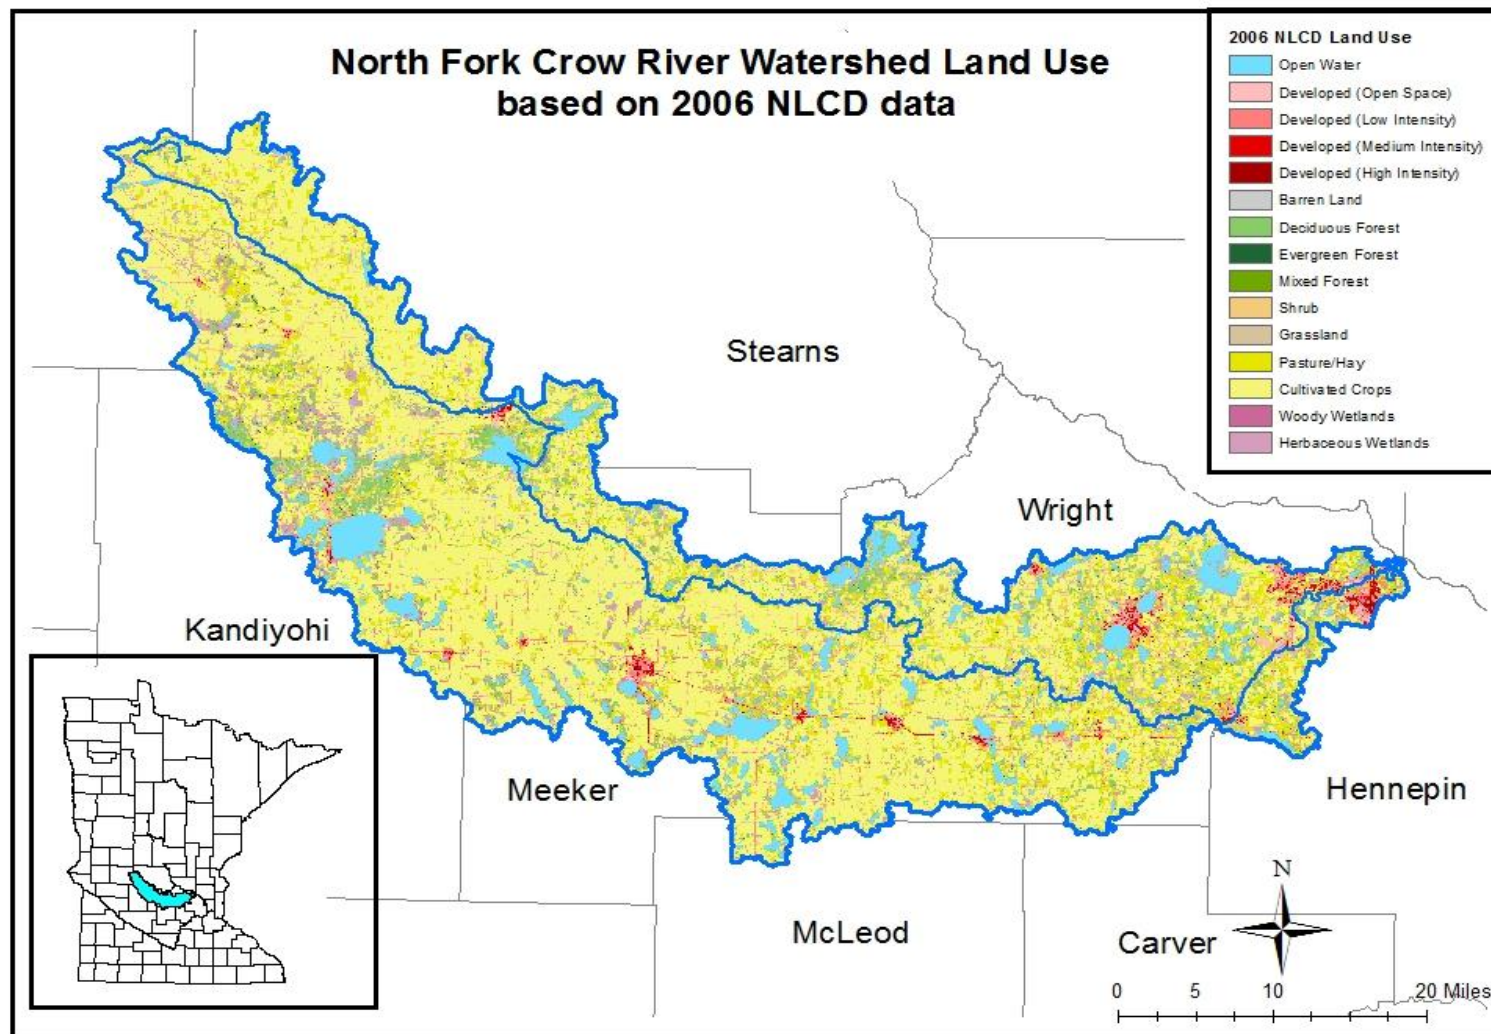 North Fork Crow River Watershed Land Use
based on 2006 NLCD data
2006 NLCD Land Use
Open Water
Developed (Open Space)
Developed (Low Intensity)
Developed (Medium Intensity)
Developed (High Intensity)
Barren Land
Deciduous Forest
Evergreen Forest
Mixed Forest
Shrub
Grassland
Pasture/Hay
Cultivated Crops
Woody Wetlands
Herbaceous Wetlands
Stearns
Wright
Kandiyohi
Meeker
Hennepin
McLeod
Carver
N
0 5 10 20 Miles